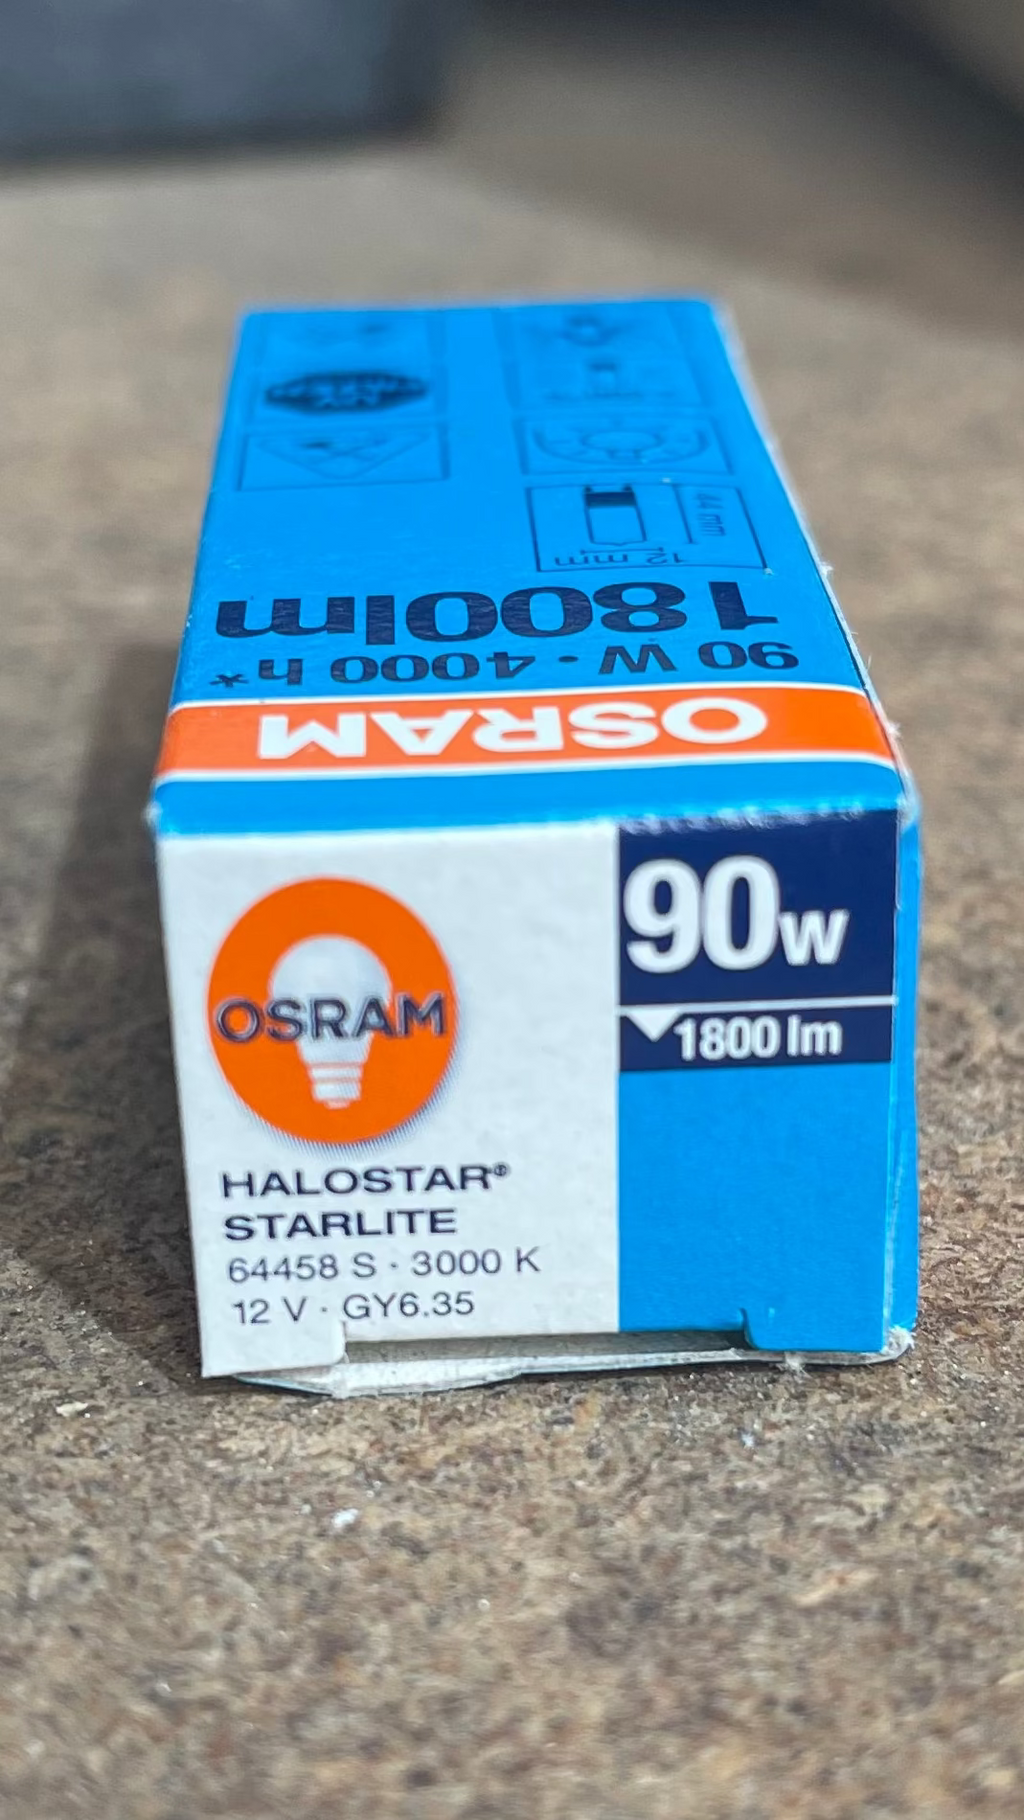 44 mm
12 mm
1800lm
90 W · 4000 h*
OSRAM
90W
1800 lm
OSRAM
HALOSTAR®
STARLITE
64458 S · 3000 K
12 V · GY6.35